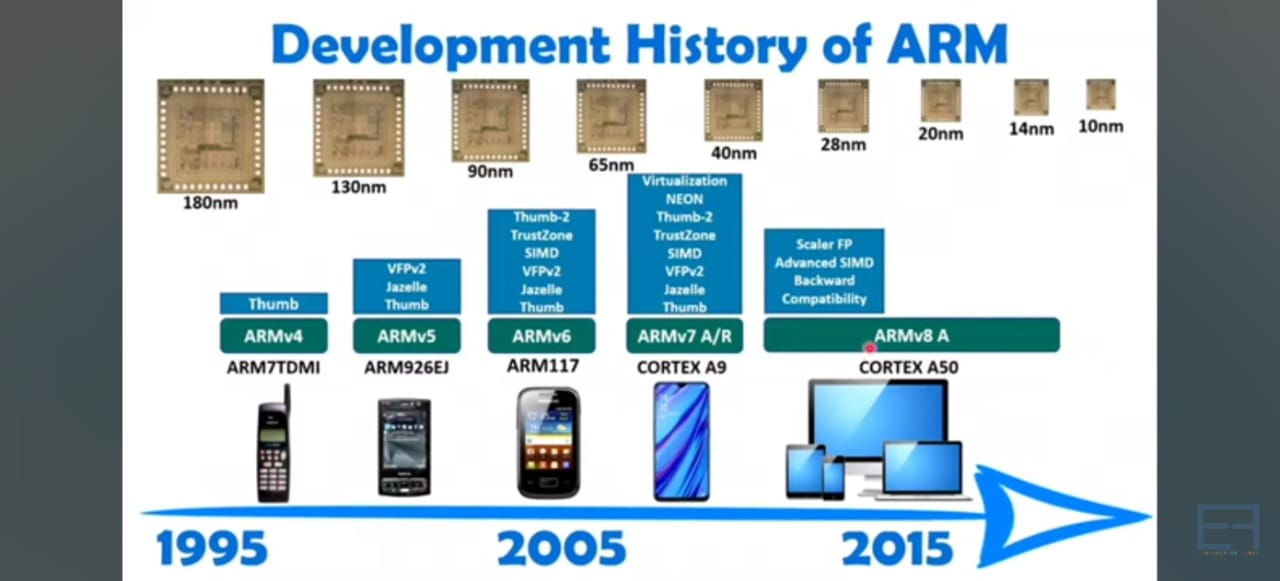 Development History of ARM
180nm
130nm
90nm
65nm
40nm
28nm
20nm
14nm
10nm
Thumb
ARMv4
ARM7TDMI
VFPv2
Jazelle
Thumb
ARMv5
ARM926EJ
Thumb-2
TrustZone
SIMD
VFPv2
Jazelle
Thumb
ARMv6
ARM117
Virtualization
NEON
Thumb-2
TrustZone
SIMD
VFPv2
Jazelle
Thumb
ARMv7 A/R
CORTEX A9
Scaler FP
Advanced SIMD
Backward
Compatibility
ARMv8 A
CORTEX A50
1995
2005
2015